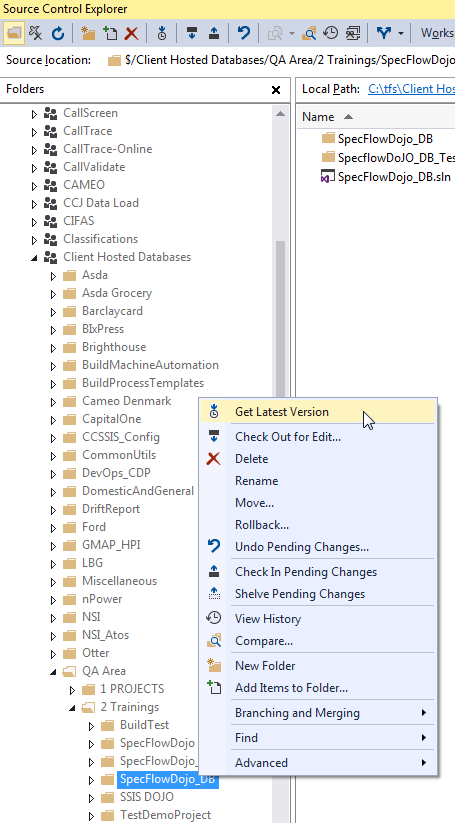 Source Control Explorer
Works
Source Location: $/Client Hosted Databases/QA Area/2 Trainings/SpecFlowDojo
Folders
Local Path: C:\tfs\Client Hos
Name
CallScreen
CallTrace
CallTrace-Online
CallValidate
CAMEO
CCJ Data Load
CIFAS
Classifications
Client Hosted Databases
Asda
Asda Grocery
Barclaycard
BIxPress
Brighthouse
BuildMachineAutomation
BuildProcessTemplates
Cameo Denmark
CapitalOne
CCSSIS_Config
CommonUtils
DevOps_CDP
DomesticAndGeneral
DriftReport
Ford
GMAP_HPI
LBG
Miscellaneous
nPower
NSI
NSI_Atos
Otter
QA Area
1 PROJECTS
2 Trainings
BuildTest
SpecFlowDojo
SpecFlowDojo_
SpecFlowDojo_DB
SSIS DOJO
TestDemoProject
SpecFlowDojo_DB
SpecflowDoJO_DB_Tes
SpecFlowDojo_DB.sln
Get Latest Version
Check Out for Edit...
Delete
Rename
Move...
Rollback...
Undo Pending Changes...
Check In Pending Changes
Shelve Pending Changes
View History
Compare...
New Folder
Add Items to Folder...
Branching and Merging
Find
Advanced